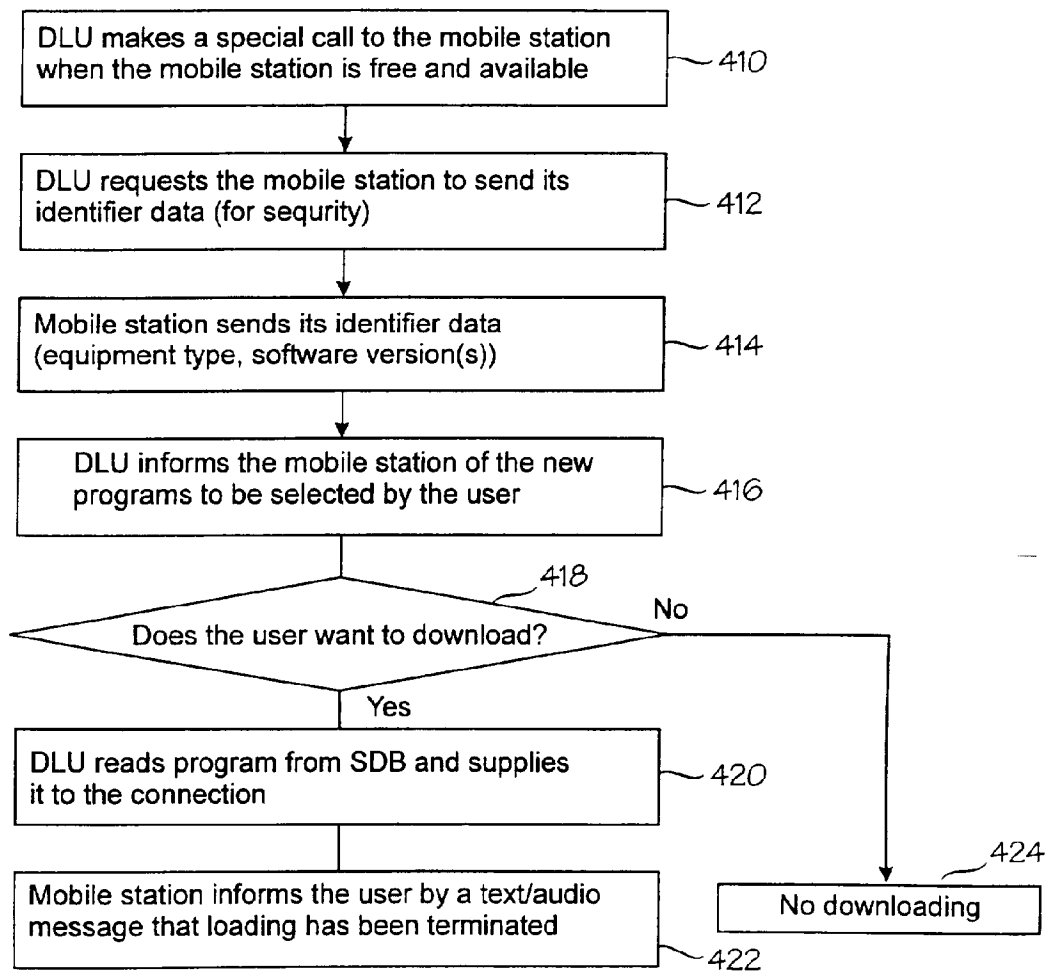 DLU makes a special call to the mobile station
when the mobile station is free and available
410
DLU requests the mobile station to send its
identifier data (for sequrity)
412
Mobile station sends its identifier data
(equipment type, software version(s))
414
DLU informs the mobile station of the new
programs to be selected by the user
416
418
Does the user want to download?
No
Yes
DLU reads program from SDB and supplies
it to the connection
420
Mobile station informs the user by a text/audio
message that loading has been terminated
422
424
No downloading